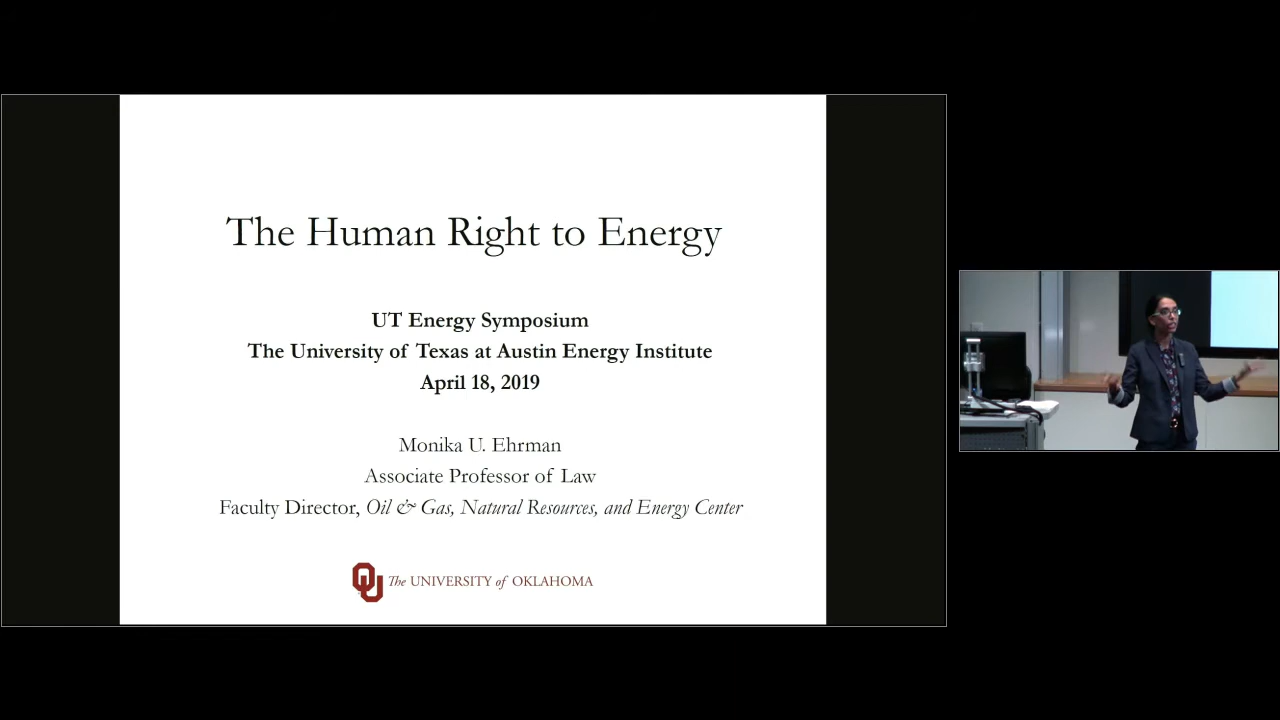 The Human Right to Energy
UT Energy Symposium
The University of Texas at Austin Energy Institute
April 18, 2019
Monika U. Ehrman
Associate Professor of Law
Faculty Director, Oil & Gas, Natural Resources, and Energy Center
OU The UNIVERSITY of OKLAHOMA